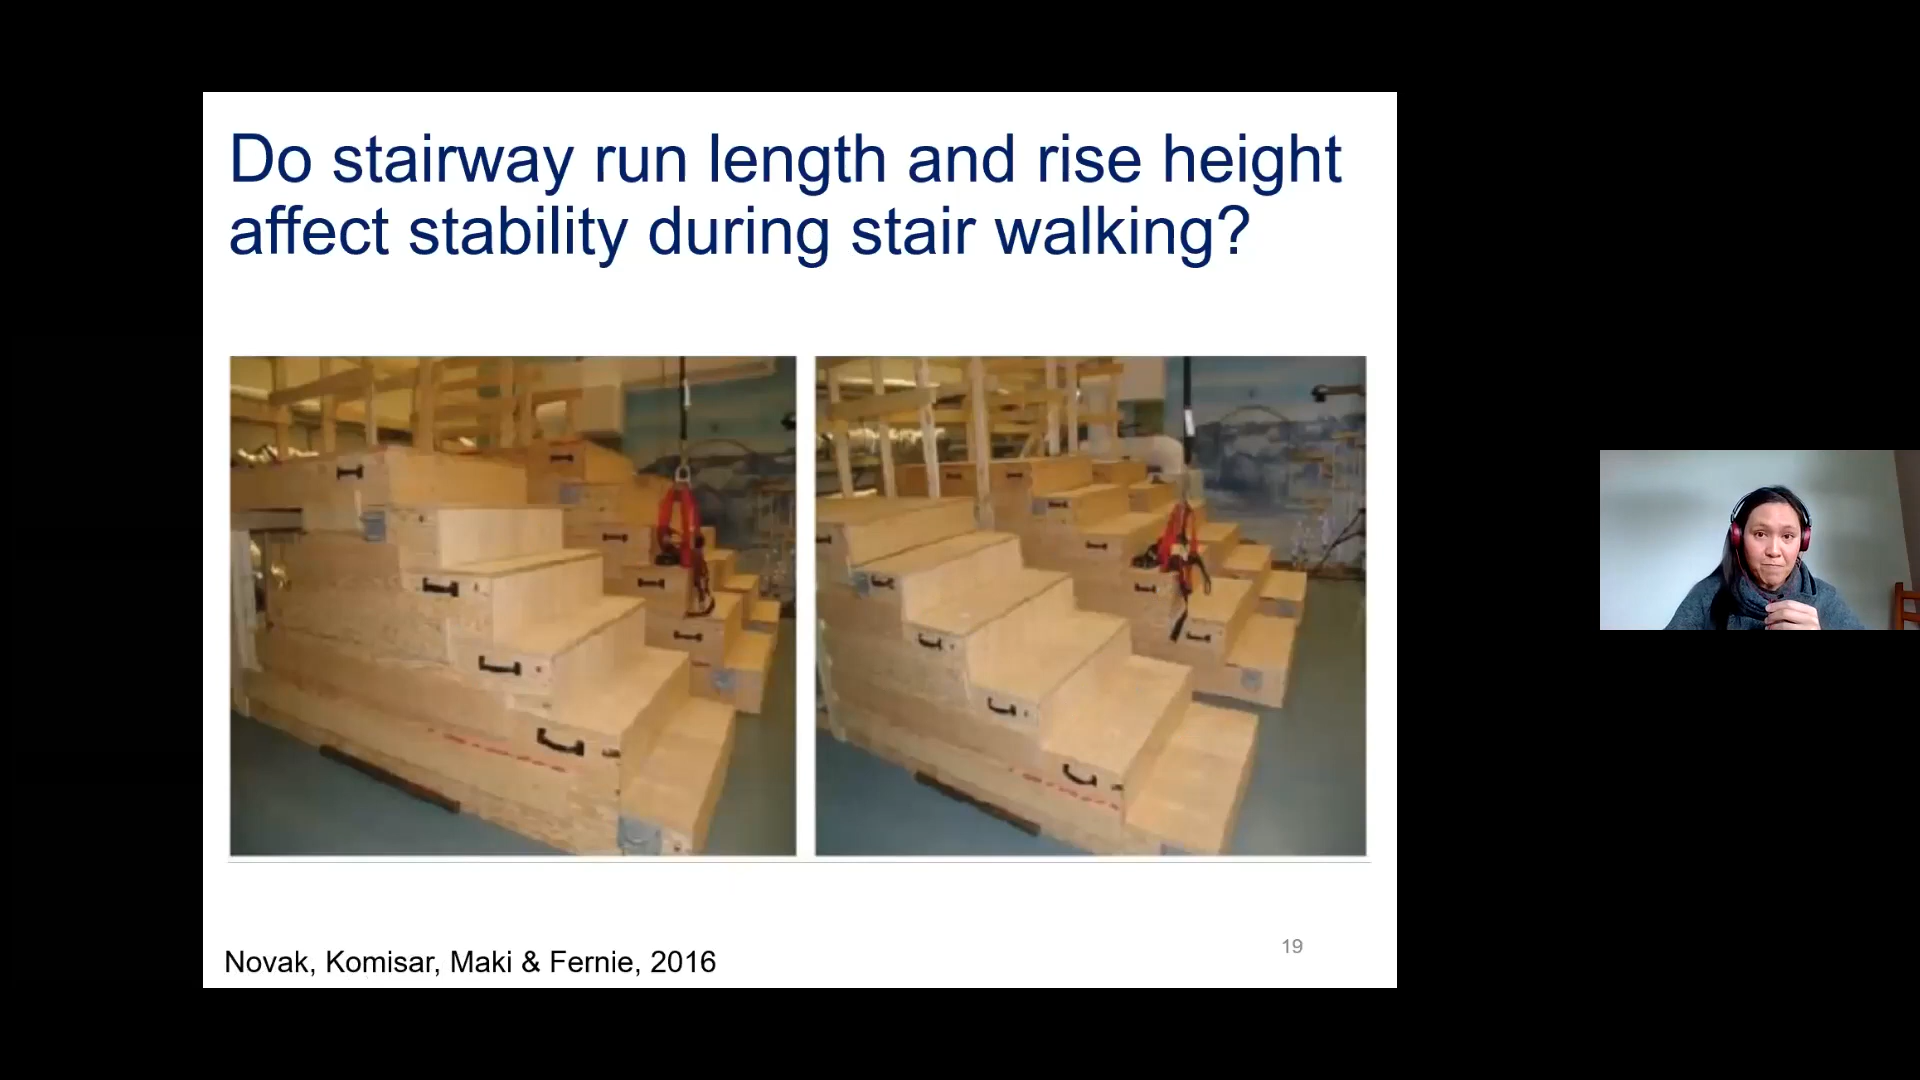 Do stairway run length and rise height
affect stability during stair walking?
Novak, Komisar, Maki & Fernie, 2016
19